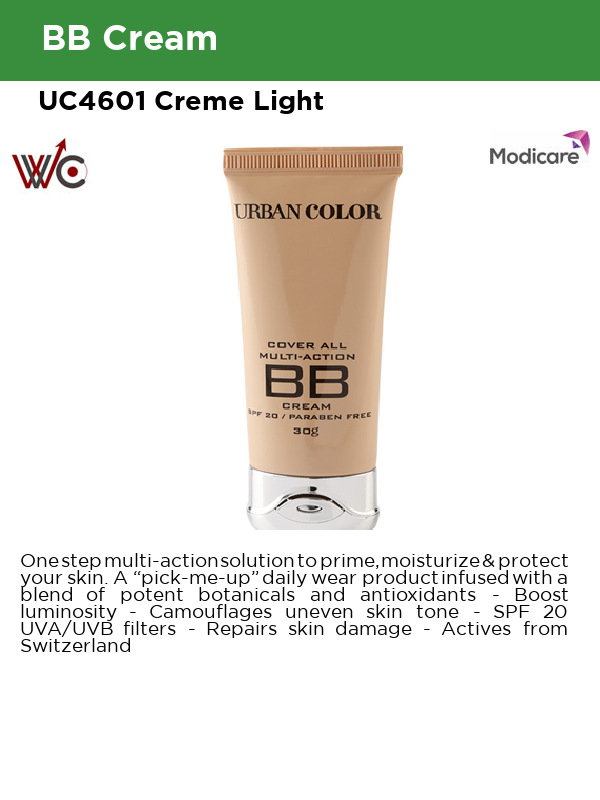 BB Cream
UC4601 Creme Light
WC
Modicare
URBAN COLOR
COVER ALL
MULTI-ACTION
BB
CREAM
SPF 20 / PARABEN FREE
30g
One step multi-action solution to prime, moisturize & protect
your skin. A “pick-me-up” daily wear product infused with a
blend of potent botanicals and antioxidants - Boost
luminosity - Camouflages uneven skin tone - SPF 20
UVA/UVB filters - Repairs skin damage - Actives from
Switzerland